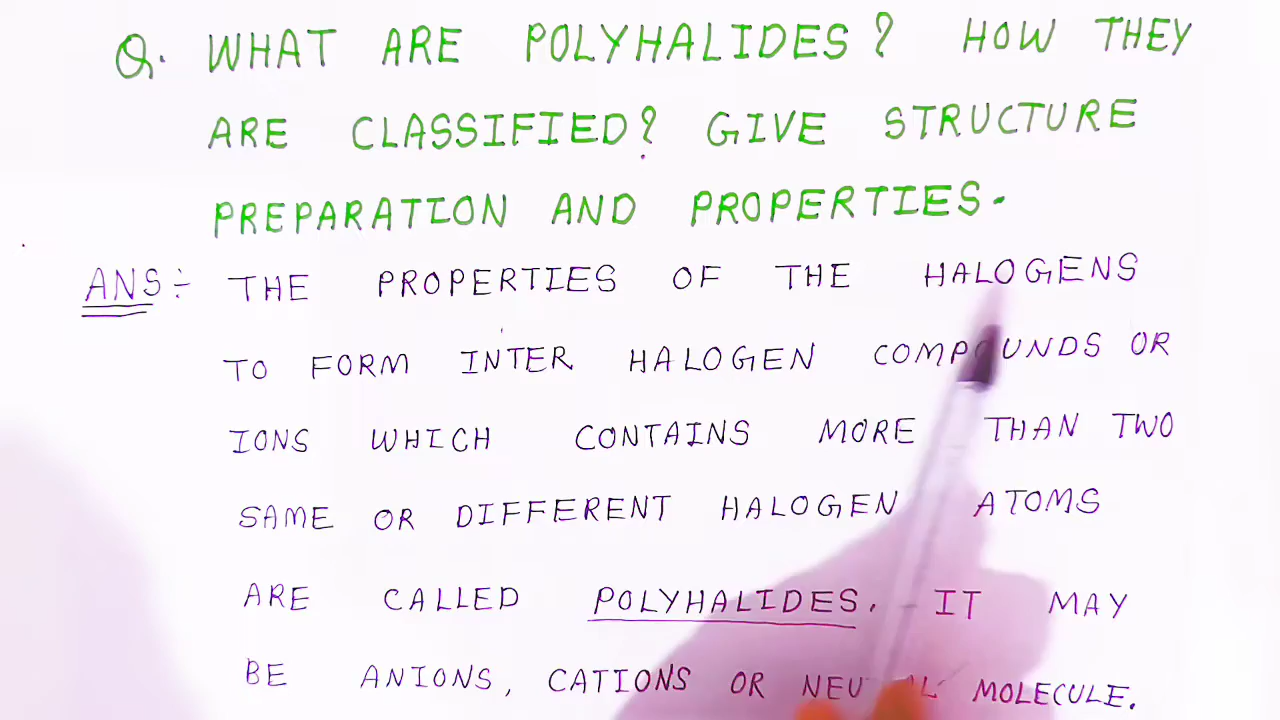 Q. WHAT ARE POLYHALIDES? HOW THEY
ARE CLASSIFIED? GIVE STRUCTURE
PREPARATION AND PROPERTIES.
ANS:- THE PROPERTIES OF THE HALOGENS
TO FORM INTER HALOGEN COMPOUNDS OR
IONS WHICH CONTAINS MORE THAN TWO
SAME OR DIFFERENT HALOGEN ATOMS
ARE CALLED POLYHALIDES. IT MAY
BE ANIONS, CATIONS OR MOLECULE.